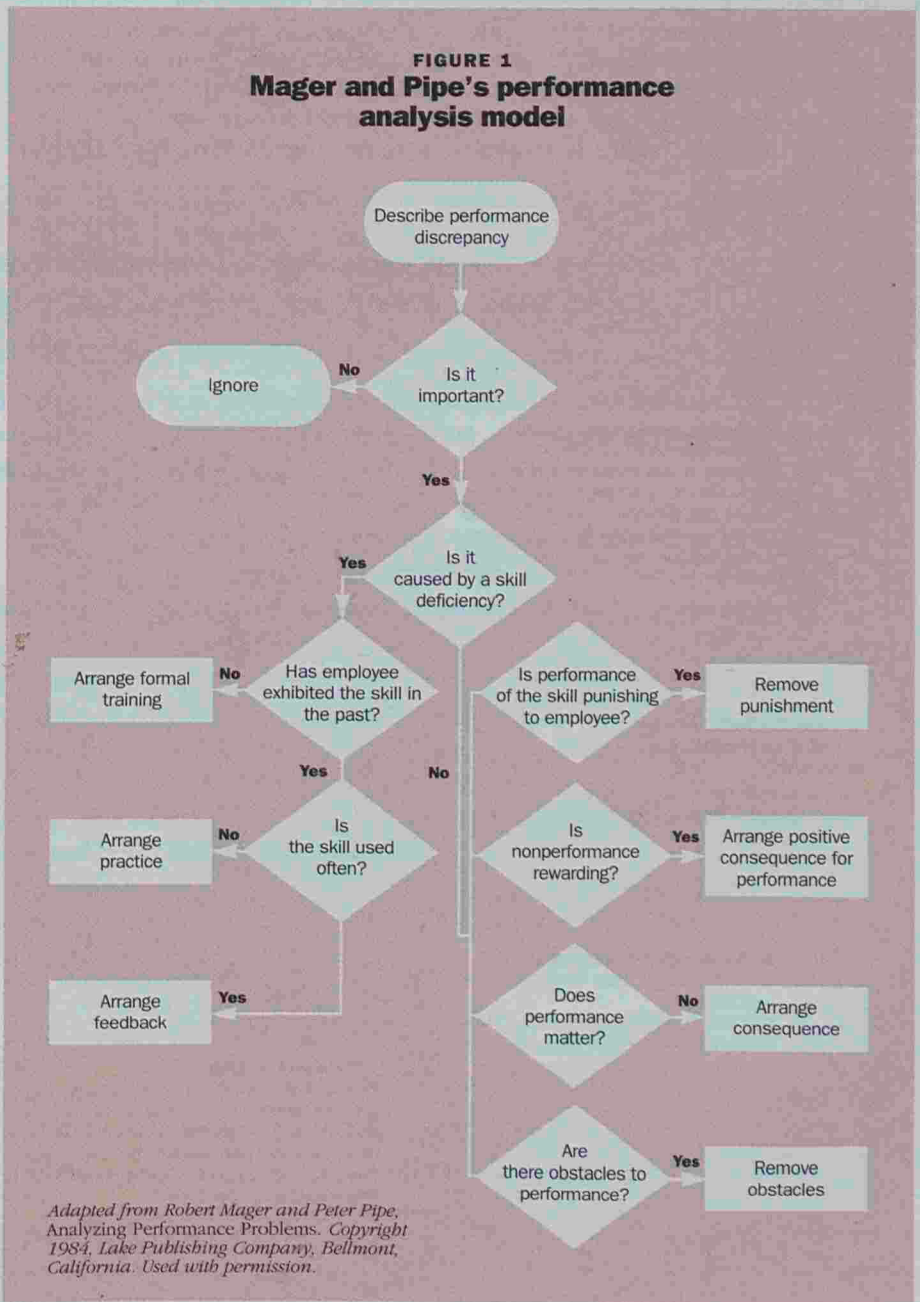 FIGURE 1
Mager and Pipe's performance
analysis model
Describe performance
discrepancy
Ignore
No
Is it
important?
Yes
Yes
Is it
caused by a skill
deficiency?
Arrange formal
training
No
Has employee
exhibited the skill in
the past?
Is performance
of the skill punishing
to employee?
Yes
Remove
punishment
Yes
No
Arrange
practice
No
Is
the skill used
often?
Is
nonperformance
rewarding?
Yes
Arrange positive
consequence for
performance
Arrange
feedback
Yes
Does
performance
matter?
No
Arrange
consequence
Are
there obstacles to
performance?
Yes
Remove
obstacles
Adapted from Robert Mager and Peter Pipe,
Analyzing Performance Problems. Copyright
1984, Lake Publishing Company, Bellmont,
California. Used with permission.